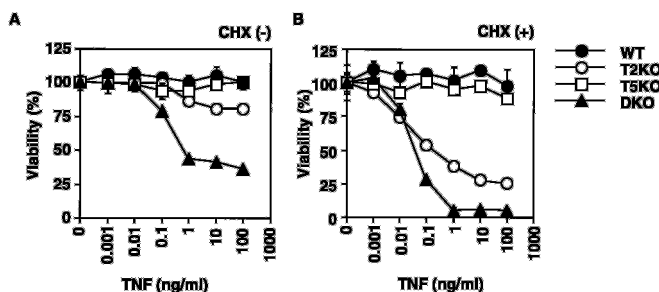 A
CHX (-)
Viability (%)
125
100
75
50
25
0
0
0.001
0.01
0.1
1
10
100
1000
TNF (ng/ml)
B
CHX (+)
Viability (%)
125
100
75
50
25
0
0
0.001
0.01
0.1
1
10
100
1000
TNF (ng/ml)
WT
T2KO
T5KO
DKO